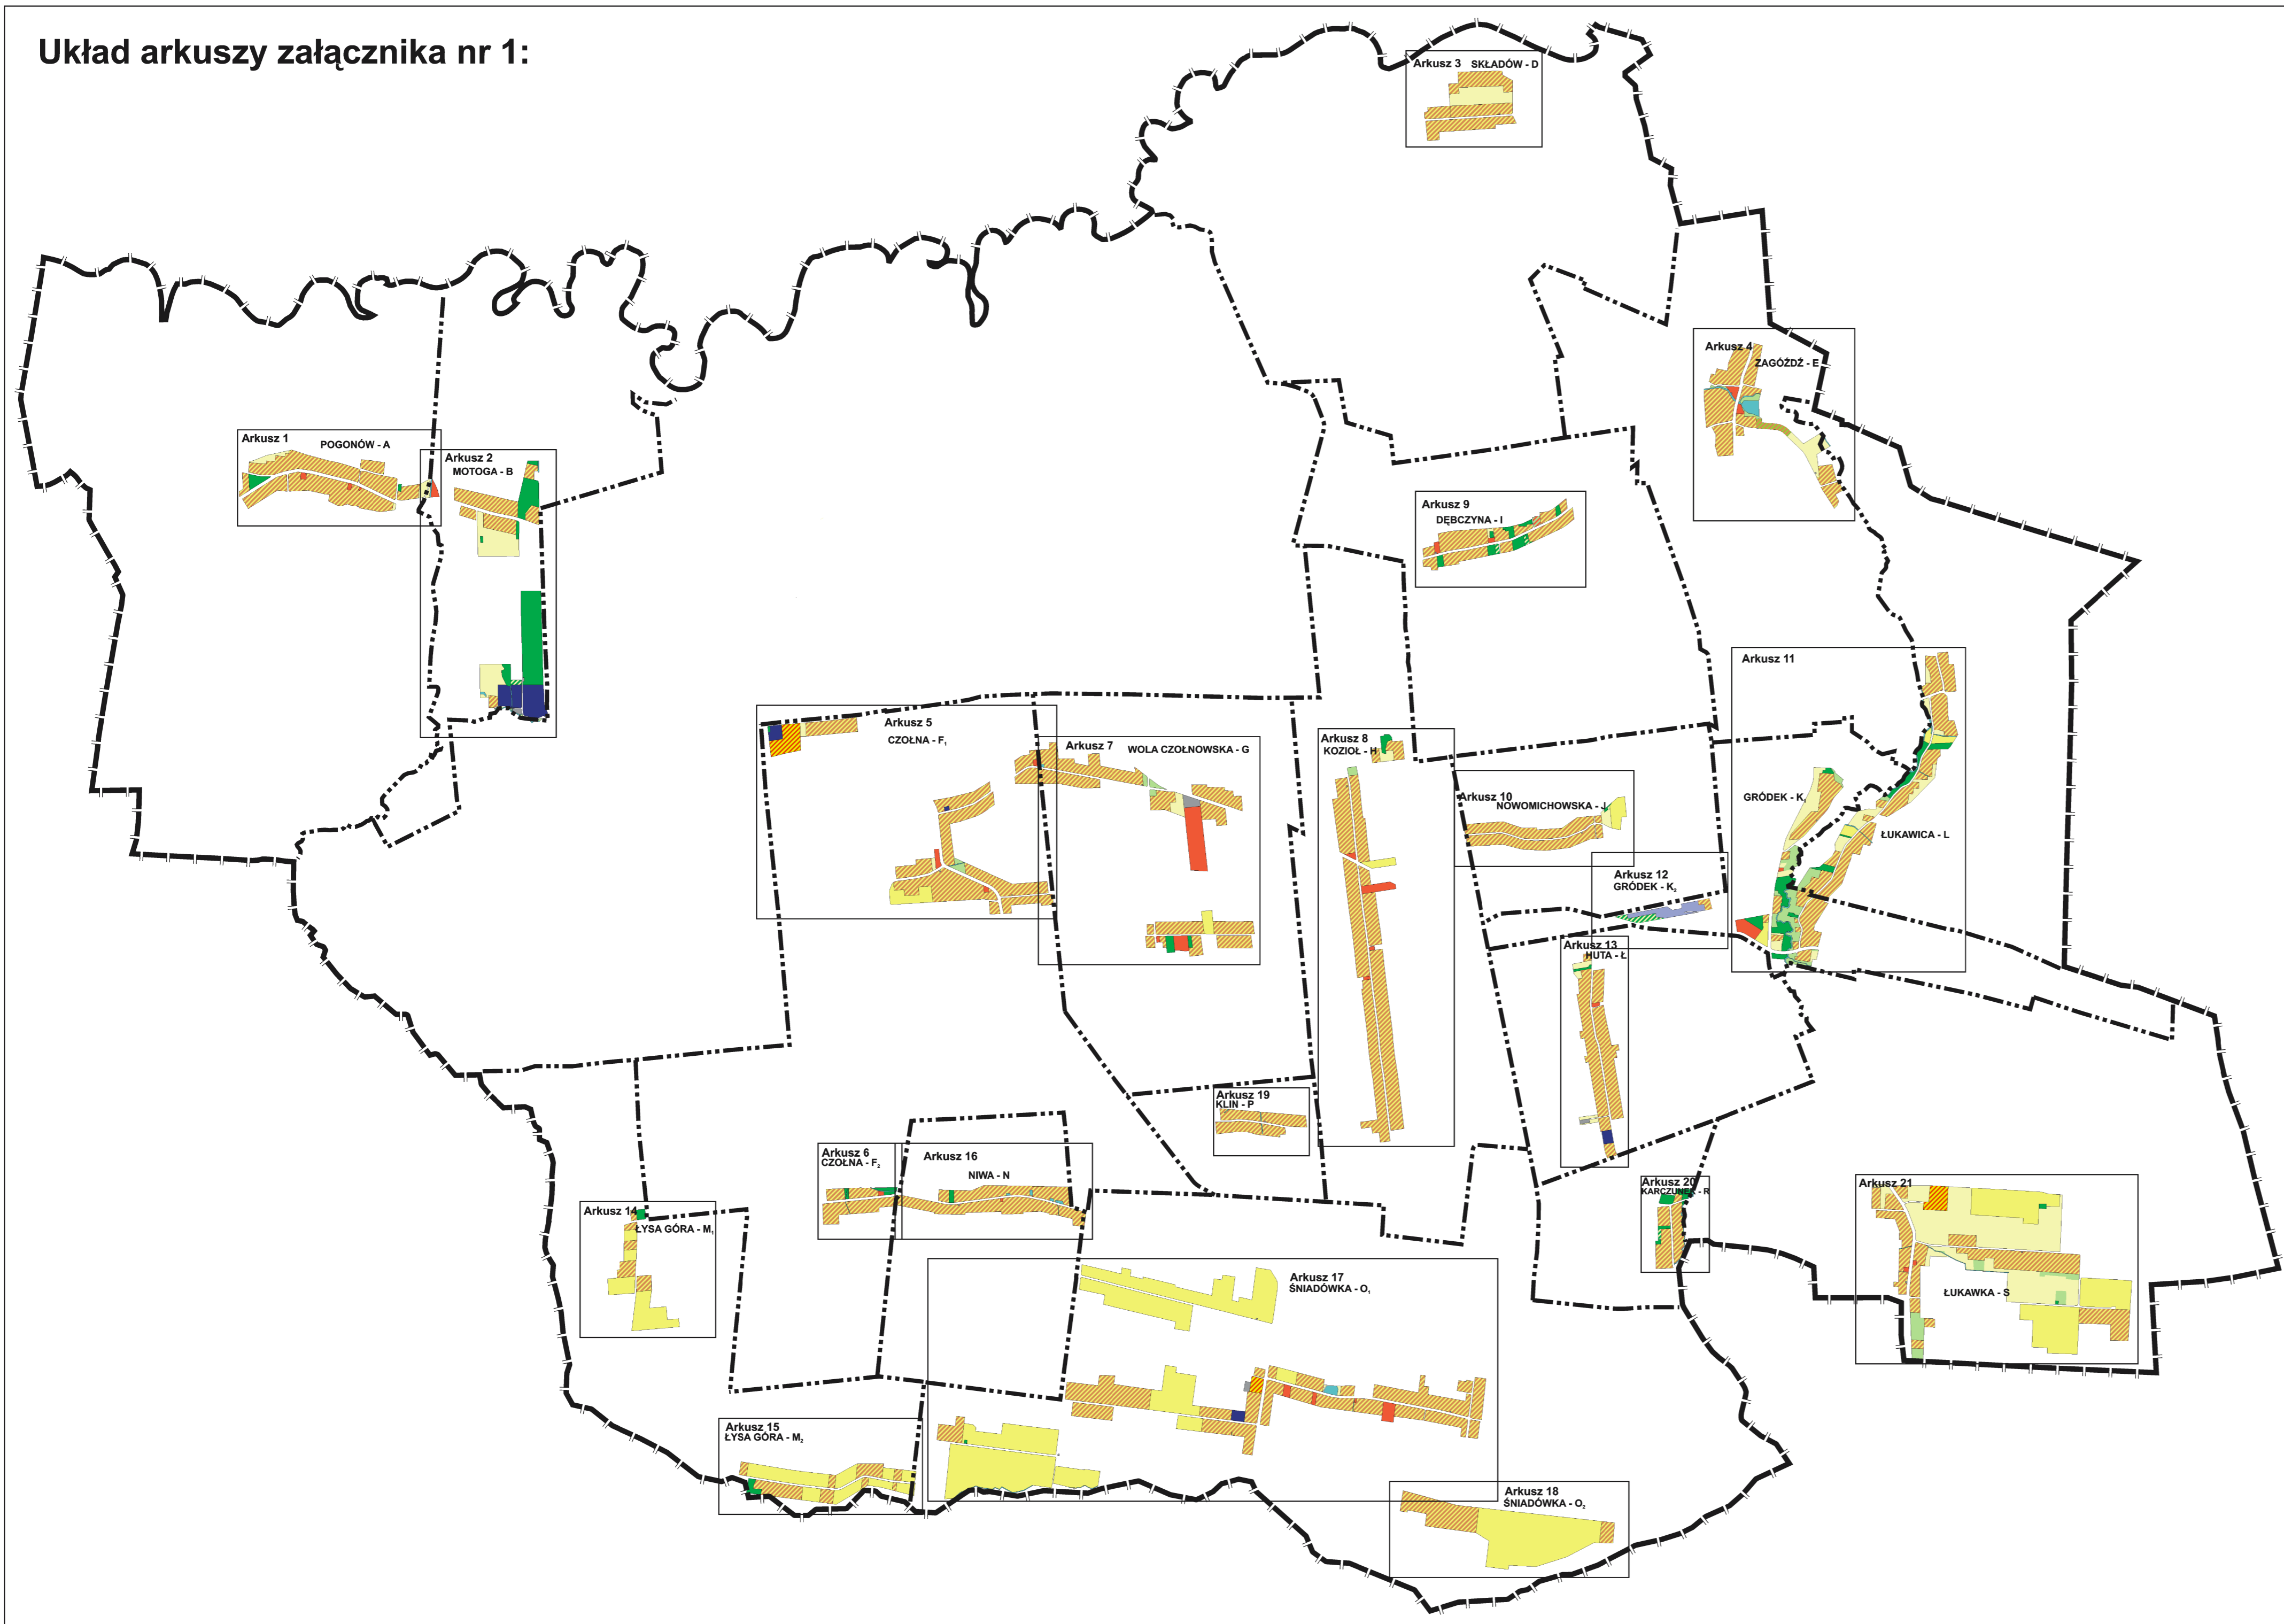 Układ arkuszy załącznika nr 1:
Arkusz 3 SKŁADÓW - D
Arkusz 4
ZAGÓŹDŹ - E
Arkusz 1
POGONÓW - A
Arkusz 2
MOTOGA - B
Arkusz 9
DĘBCZYNA - I
Arkusz 11
GRÓDEK - K₁
ŁUKAWICA - L
Arkusz 5
CZOŁNA - F₁
Arkusz 7
WOLA CZOŁNOWSKA - G
Arkusz 8
KOZIOŁ - H
Arkusz 10
NOWOMICHOWSKA - J
Arkusz 12
GRÓDEK - K₂
Arkusz 13
HUTA - Ł
Arkusz 19
KLIN - P
Arkusz 6
CZOŁNA - F₂
Arkusz 16
NIWA - N
Arkusz 14
ŁYSA GÓRA - M₁
Arkusz 20
KARCZUNEK - R
Arkusz 21
ŁUKAWKA - S
Arkusz 17
ŚNIADÓWKA - O₁
Arkusz 15
ŁYSA GÓRA - M₂
Arkusz 18
ŚNIADÓWKA - O₂